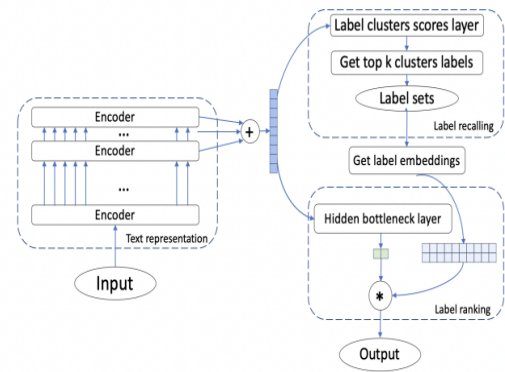 Label clusters scores layer
Get top k clusters labels
Label sets
Label recalling
Encoder
...
Encoder
...
Encoder
Text representation
Input
+
Get label embeddings
Hidden bottleneck layer
*
Label ranking
Output